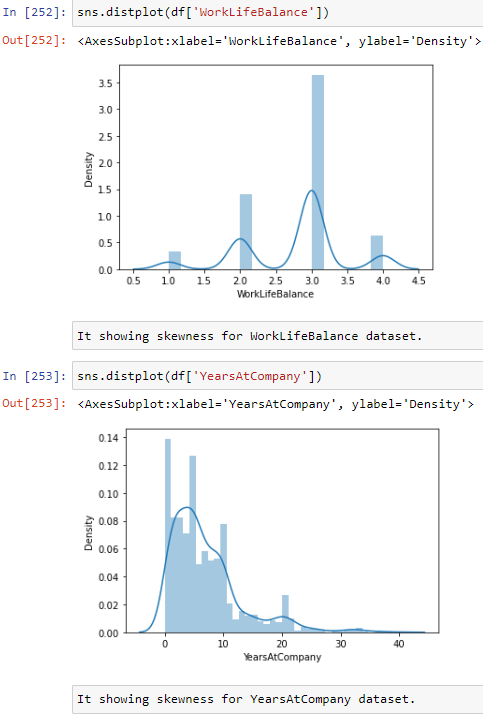 In [252]: sns.distplot(df['WorkLifeBalance'])
Out[252]: <AxesSubplot:xlabel='WorkLifeBalance', ylabel='Density'>
3.5
3.0
2.5
2.0
1.5
1.0
0.5
0.0
Density
0.5 1.0 1.5 2.0 2.5 3.0 3.5 4.0 4.5
WorkLifeBalance
It showing skewness for WorkLifeBalance dataset.
In [253]: sns.distplot(df['YearsAtCompany'])
Out[253]: <AxesSubplot:xlabel='YearsAtCompany', ylabel='Density'>
0.14
0.12
0.10
0.08
0.06
0.04
0.02
0.00
Density
0 10 20 30 40
YearsAtCompany
It showing skewness for YearsAtCompany dataset.